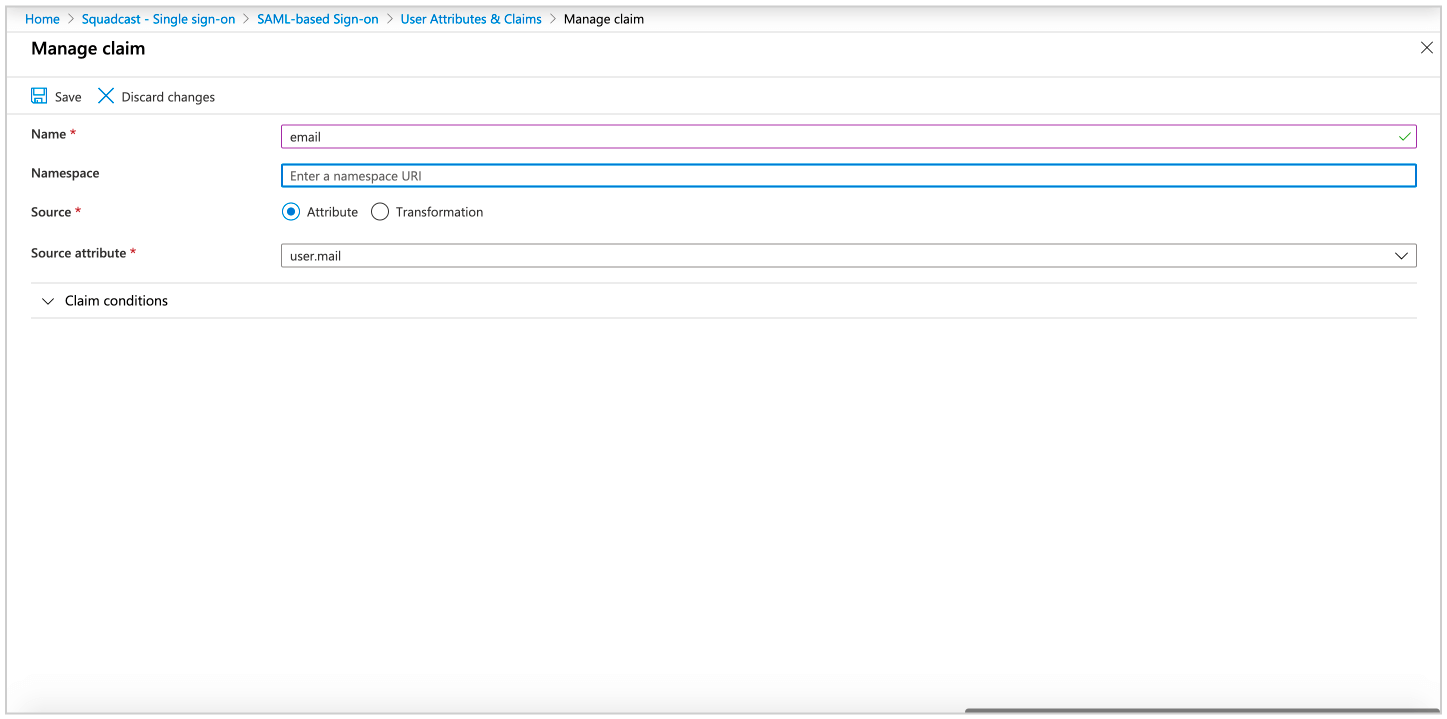 Home > Squadcast - Single sign-on > SAML-based Sign-on > User Attributes & Claims > Manage claim
Manage claim
Save Discard changes
Name *
email
Namespace
Enter a namespace URI
Source *
Attribute Transformation
Source attribute *
user.mail
Claim conditions